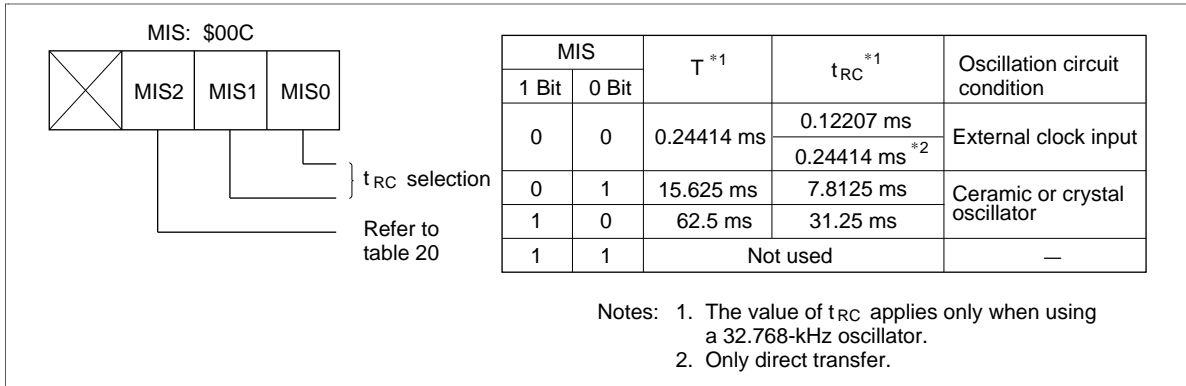 MIS: $00C
MIS2 MIS1 MIS0
t RC selection
Refer to
table 20
MIS T *1 t RC *1 Oscillation circuit
condition
1 Bit 0 Bit
0 0 0.24414 ms 0.12207 ms External clock input
0.24414 ms *2
0 1 15.625 ms 7.8125 ms Ceramic or crystal
oscillator
1 0 62.5 ms 31.25 ms
1 1 Not used —
Notes: 1. The value of t RC applies only when using
a 32.768-kHz oscillator.
2. Only direct transfer.